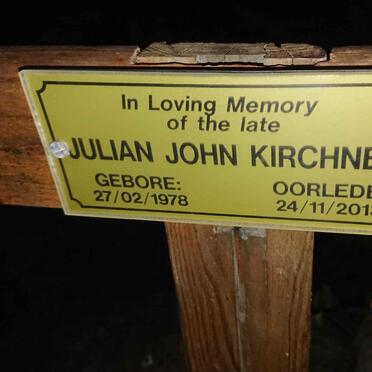 In Loving Memory
of the late
JULIAN JOHN KIRCHNE
GEBORE: OORLEDE
27/02/1978 24/11/201